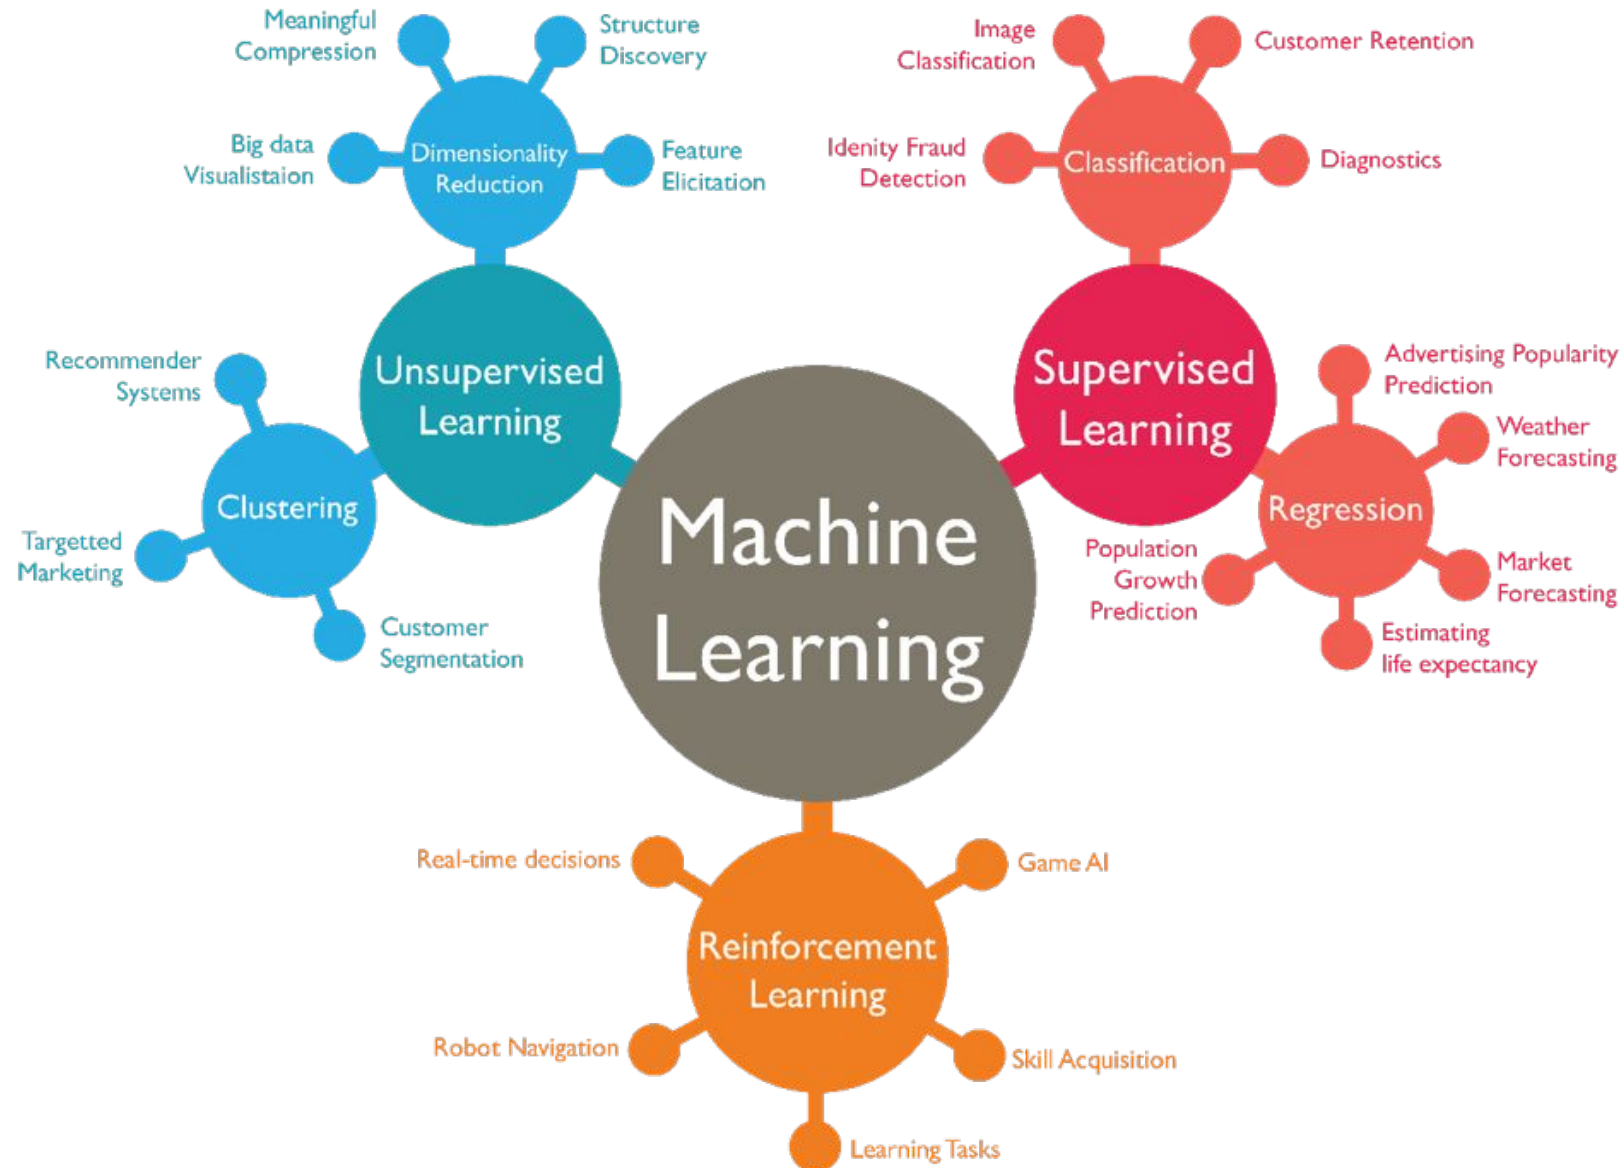 Meaningful
Compression
Structure
Discovery
Big data
Visualistaion
Dimensionality
Reduction
Feature
Elicitation
Image
Classification
Customer Retention
Idenity Fraud
Detection
Classification
Diagnostics
Unsupervised
Learning
Recommender
Systems
Clustering
Targetted
Marketing
Customer
Segmentation
Supervised
Learning
Advertising Popularity
Prediction
Weather
Forecasting
Regression
Population
Growth
Prediction
Market
Forecasting
Estimating
life expectancy
Machine
Learning
Real-time decisions
Game AI
Reinforcement
Learning
Robot Navigation
Skill Acquisition
Learning Tasks